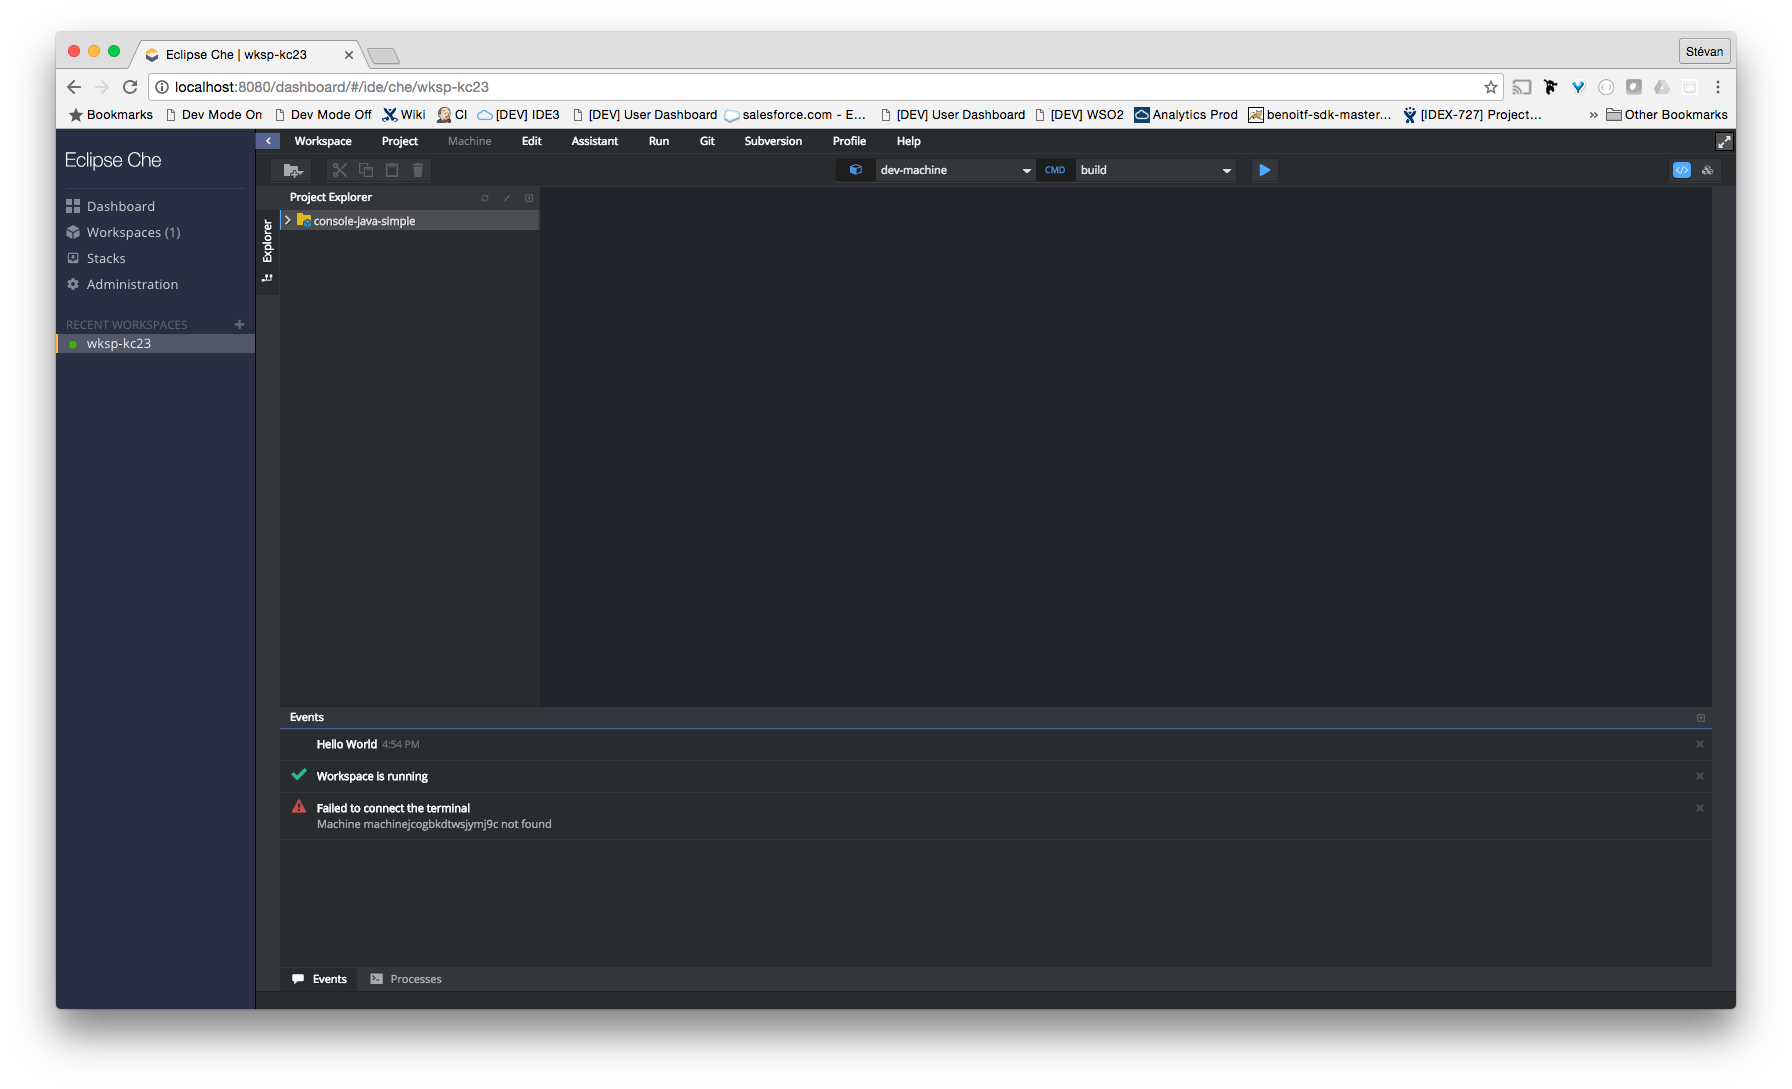 Eclipse Che | wksp-kc23
Stévan
localhost:8080/dashboard/#/ide/che/wksp-kc23
Bookmarks Dev Mode On Dev Mode Off Wiki CI [DEV] IDE3 [DEV] User Dashboard salesforce.com - E... [DEV] User Dashboard [DEV] WSO2 Analytics Prod benoitf-sdk-master... [IDEX-727] Project... » Other Bookmarks
Eclipse Che
Dashboard
Workspaces (1)
Stacks
Administration
RECENT WORKSPACES +
wksp-kc23
Workspace Project Machine Edit Assistant Run Git Subversion Profile Help
dev-machine CMD build
Project Explorer
Explorer
console-java-simple
Events
Hello World 4:54 PM
Workspace is running
Failed to connect the terminal
Machine machinejcogbkdtwsjymj9c not found
Events Processes